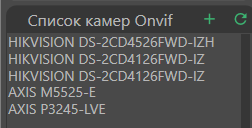 Список камер Onvif
HIKVISION DS-2CD4526FWD-IZH
HIKVISION DS-2CD4126FWD-IZ
HIKVISION DS-2CD4126FWD-IZ
AXIS M5525-E
AXIS P3245-LVE